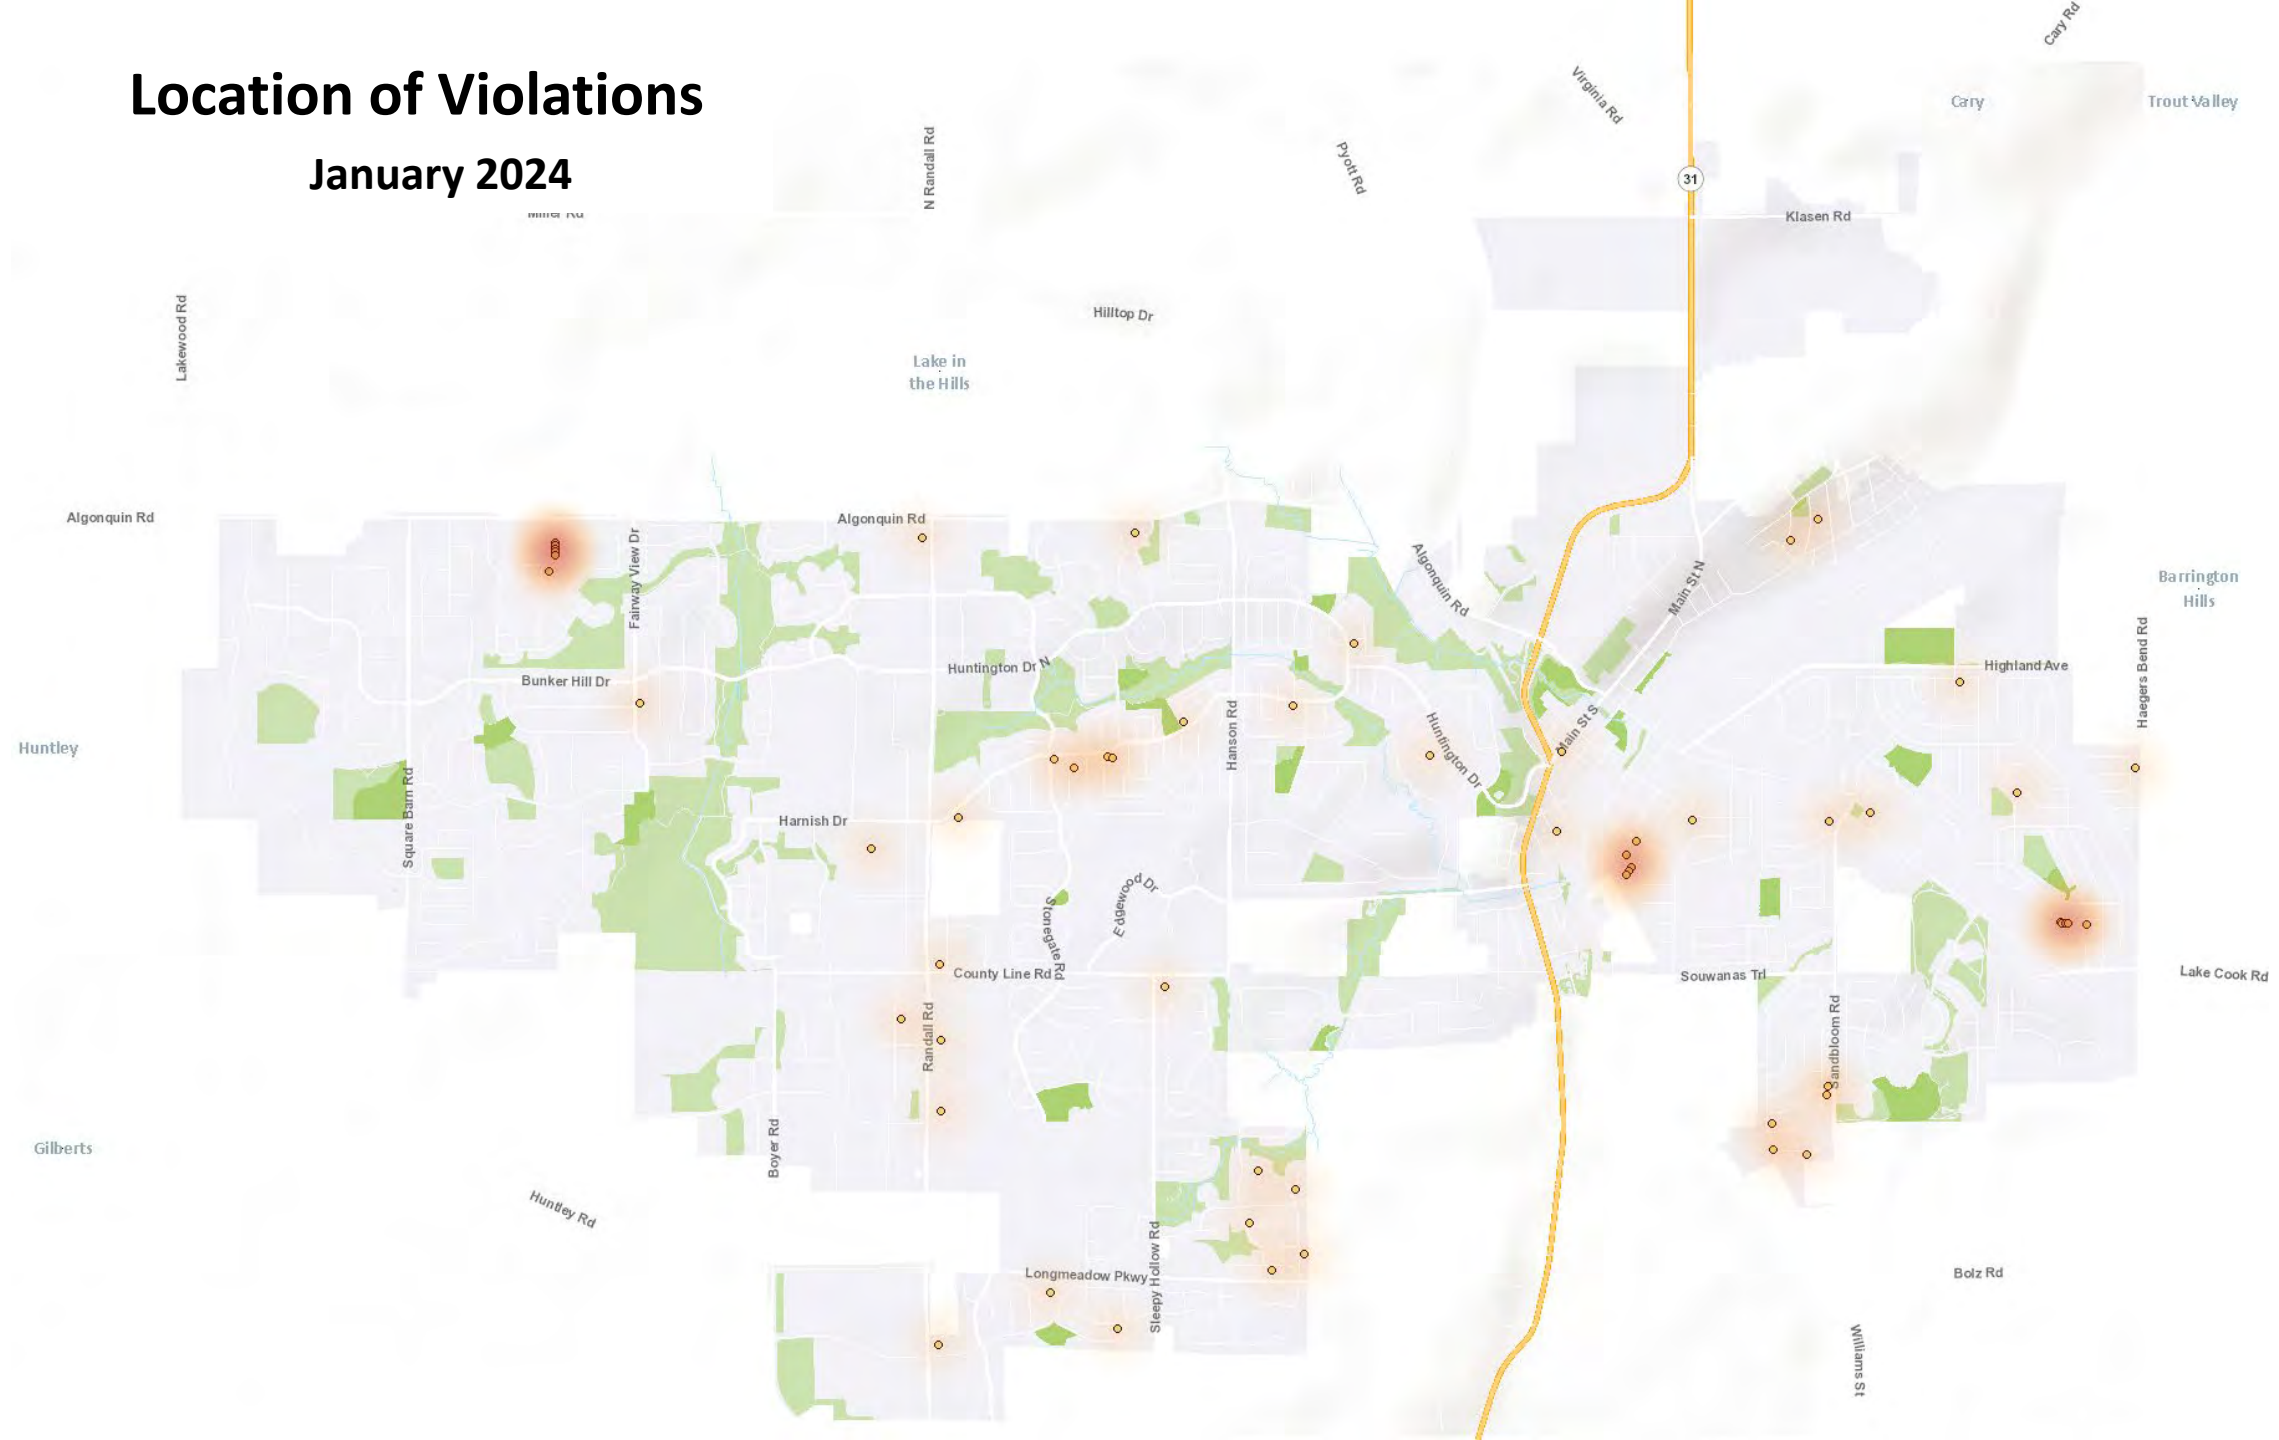 Location of Violations
January 2024
Cary Rd
Virginia Rd
Cary
Trout Valley
N Randall Rd
Pyott Rd
31
Miller Rd
Klasen Rd
Lakewood Rd
Hilltop Dr
Lake in
the Hills
Algonquin Rd
Algonquin Rd
Fairway View Dr
Algonquin Rd
Main St N
Barrington
Hills
Haegers Bend Rd
Huntington Dr N
Highland Ave
Bunker Hill Dr
Hanson Rd
Huntington Dr
Main St S
Huntley
Square Barn Rd
Harnish Dr
E Edgewood Dr
Stonegate Rd
County Line Rd
Souwanas Trl
Lake Cook Rd
Randall Rd
Sandbloom Rd
Boyer Rd
Gilberts
Huntley Rd
Sleepy Hollow Rd
Longmeadow Pkwy
Bolz Rd
Williams St